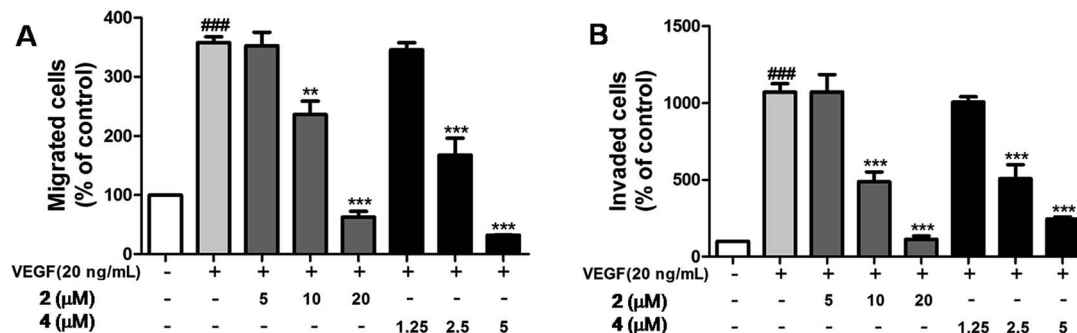 A
Migrated cells
(% of control)
400
300
200
100
0
###
**
***
***
***
VEGF(20 ng/mL) - + + + + + + +
2 (µM) - - 5 10 20 - - -
4 (µM) - - - - - 1.25 2.5 5
B
Invaded cells
(% of control)
1500
1000
500
0
###
***
***
***
***
VEGF(20 ng/mL) - + + + + + + +
2 (µM) - - 5 10 20 - - -
4 (µM) - - - - - 1.25 2.5 5